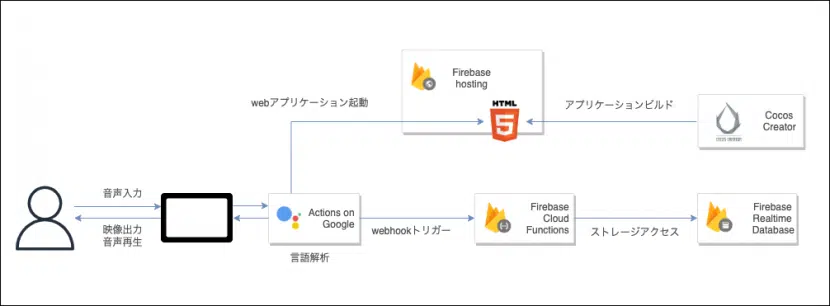 Firebase
hosting
HTML
5
webアプリケーション起動
アプリケーションビルド
Cocos
Creator
COCOS CREATOR
音声入力
映像出力
音声再生
Actions on
Google
言語解析
webhookトリガー
Firebase
Cloud
Functions
ストレージアクセス
Firebase
Realtime
Database